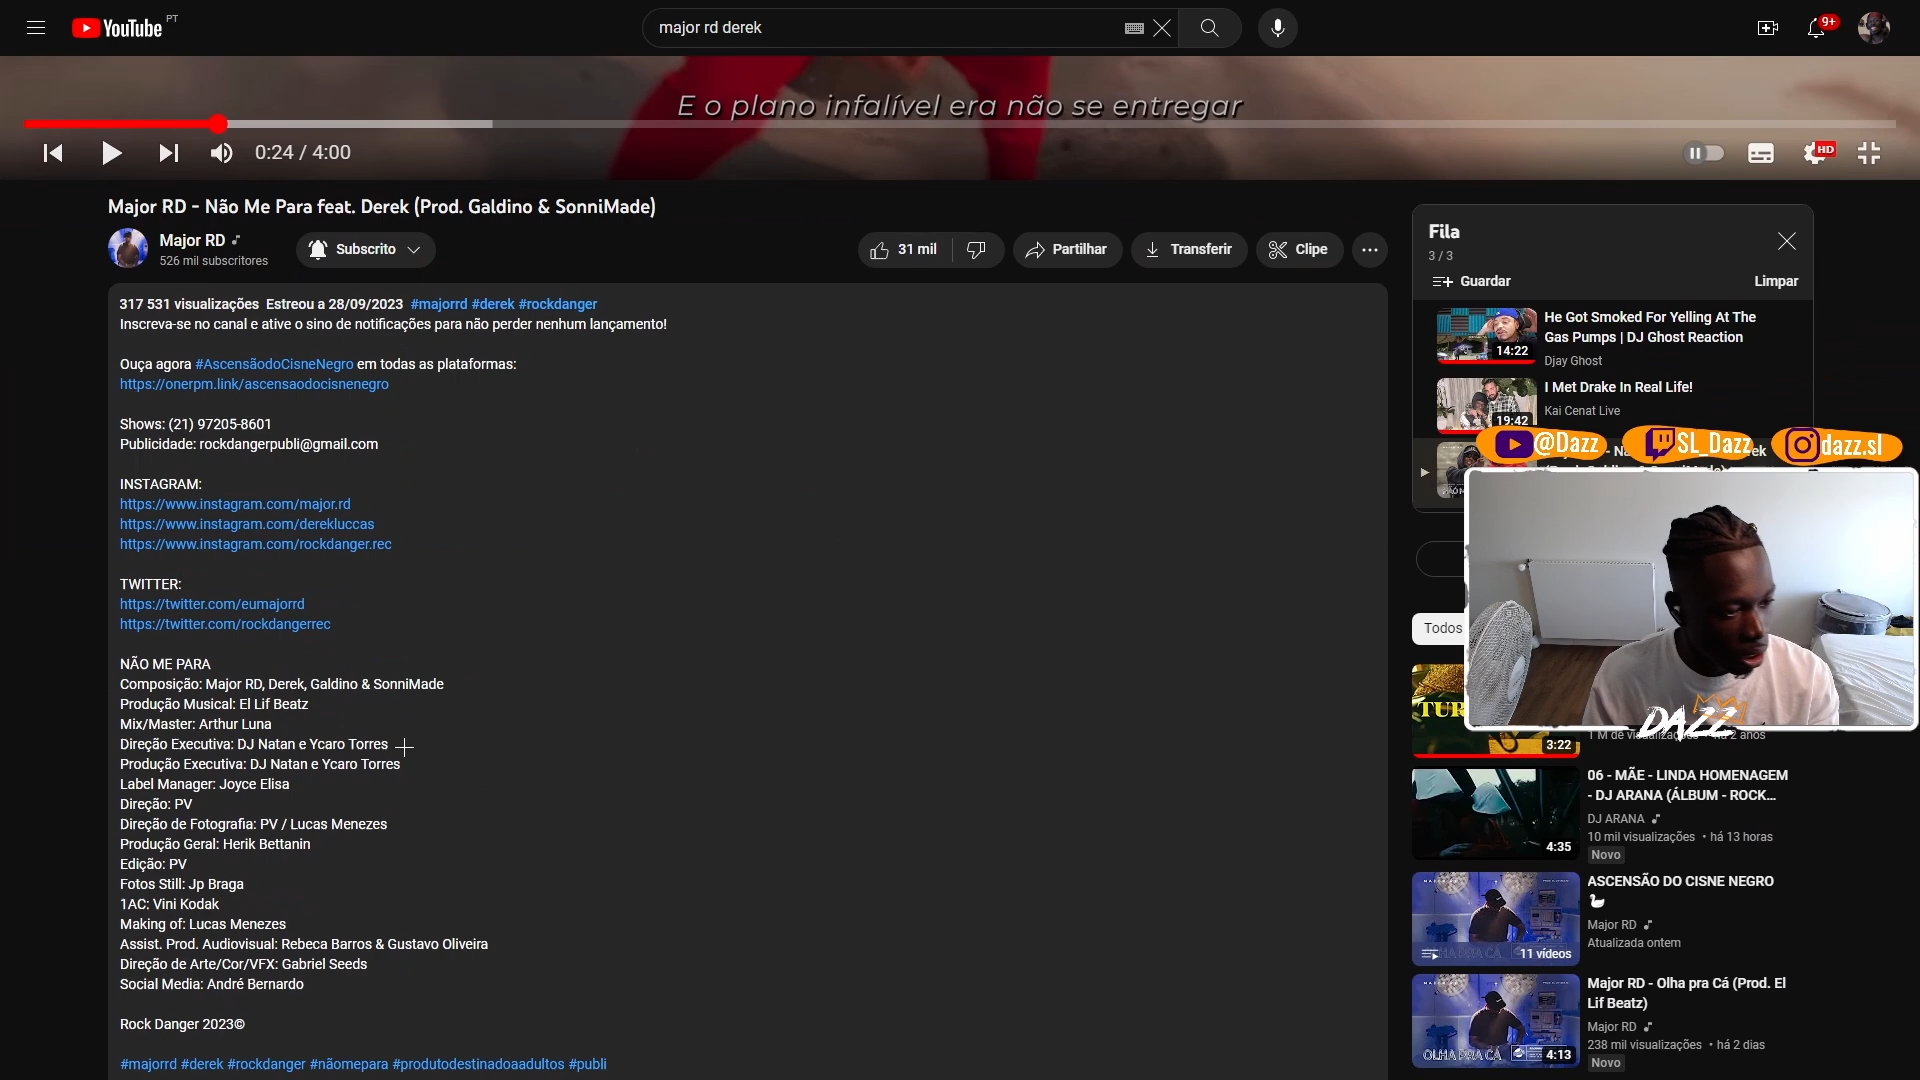 YouTube PT
major rd derek
9+
E o plano infalível era não se entregar
0:24 / 4:00
HD
Major RD - Não Me Para feat. Derek (Prod. Galdino & SonniMade)
Major RD
526 mil subscritores
Subscrito
31 mil
Partilhar
Transferir
Clipe
317 531 visualizações Estreou a 28/09/2023 #majorrd #derek #rockdanger
Inscreva-se no canal e ative o sino de notificações para não perder nenhum lançamento!
Ouça agora #AscensãodoCisneNegro em todas as plataformas:
https://onerpm.link/ascensaodocisnenegro
Shows: (21) 97205-8601
Publicidade: rockdangerpubli@gmail.com
INSTAGRAM:
https://www.instagram.com/major.rd
https://www.instagram.com/derekluccas
https://www.instagram.com/rockdanger.rec
TWITTER:
https://twitter.com/eumajorrd
https://twitter.com/rockdangerrec
NÃO ME PARA
Composição: Major RD, Derek, Galdino & SonniMade
Produção Musical: El Lif Beatz
Mix/Master: Arthur Luna
Direção Executiva: DJ Natan e Ycaro Torres
Produção Executiva: DJ Natan e Ycaro Torres
Label Manager: Joyce Elisa
Direção: PV
Direção de Fotografia: PV / Lucas Menezes
Produção Geral: Herik Bettanin
Edição: PV
Fotos Still: Jp Braga
1AC: Vini Kodak
Making of: Lucas Menezes
Assist. Prod. Audiovisual: Rebeca Barros & Gustavo Oliveira
Direção de Arte/Cor/VFX: Gabriel Seeds
Social Media: André Bernardo
Rock Danger 2023©
#majorrd #derek #rockdanger #nãomepara #produtodestinadoaadultos #publi
Fila
3 / 3
Guardar
Limpar
14:22
He Got Smoked For Yelling At The
Gas Pumps | DJ Ghost Reaction
Djay Ghost
19:42
I Met Drake In Real Life!
Kai Cenat Live
@Dazz
SL_Dazz
dazz.sl
Todos
DAZZ
TUR
3:22
1 M de visualizações • há 2 anos
4:35
06 - MÃE - LINDA HOMENAGEM
- DJ ARANA (ÁLBUM - ROCK...
DJ ARANA
10 mil visualizações • há 13 horas
Novo
11 vídeos
ASCENSÃO DO CISNE NEGRO
Major RD
Atualizada ontem
OLHA PRA CÁ
4:13
Major RD - Olha pra Cá (Prod. El
Lif Beatz)
Major RD
238 mil visualizações • há 2 dias
Novo